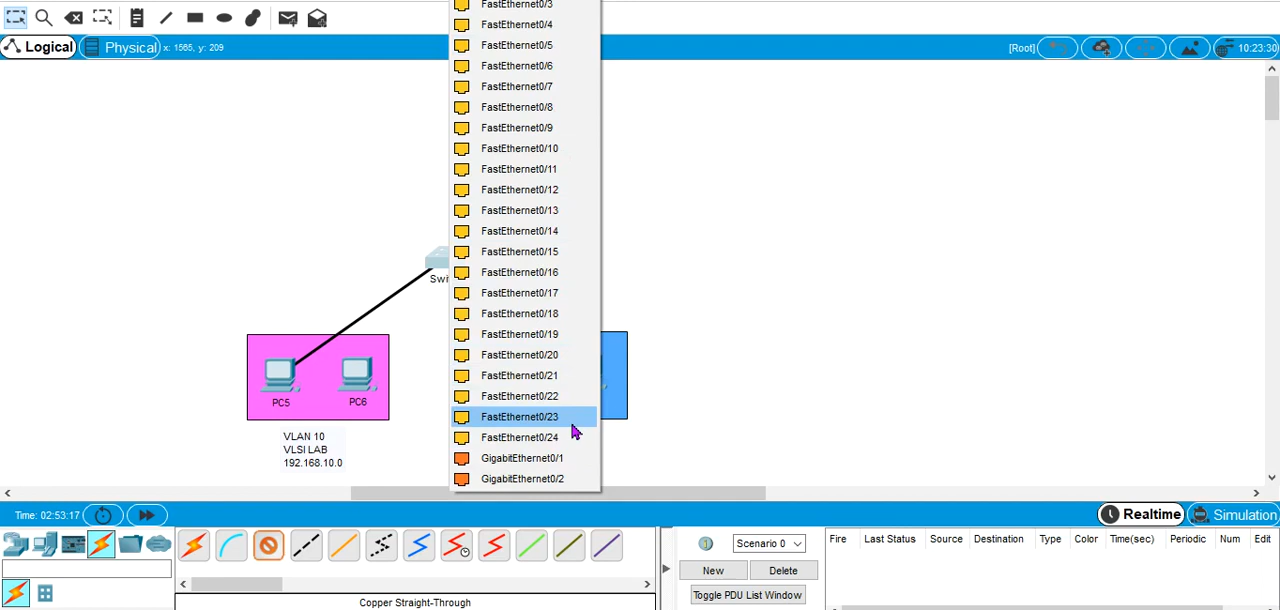 Logical
Physical
x: 1565, y: 209
[Root]
10:23:30
FastEthernet0/3
FastEthernet0/4
FastEthernet0/5
FastEthernet0/6
FastEthernet0/7
FastEthernet0/8
FastEthernet0/9
FastEthernet0/10
FastEthernet0/11
FastEthernet0/12
FastEthernet0/13
FastEthernet0/14
FastEthernet0/15
FastEthernet0/16
FastEthernet0/17
FastEthernet0/18
FastEthernet0/19
FastEthernet0/20
FastEthernet0/21
FastEthernet0/22
FastEthernet0/23
FastEthernet0/24
GigabitEthernet0/1
GigabitEthernet0/2
Swi
PC5 PC6
VLAN 10
VLSI LAB
192.168.10.0
Time: 02:53:17
Realtime
Simulation
Scenario 0
New Delete
Toggle PDU List Window
Fire Last Status Source Destination Type Color Time(sec) Periodic Num Edit
Copper Straight-Through